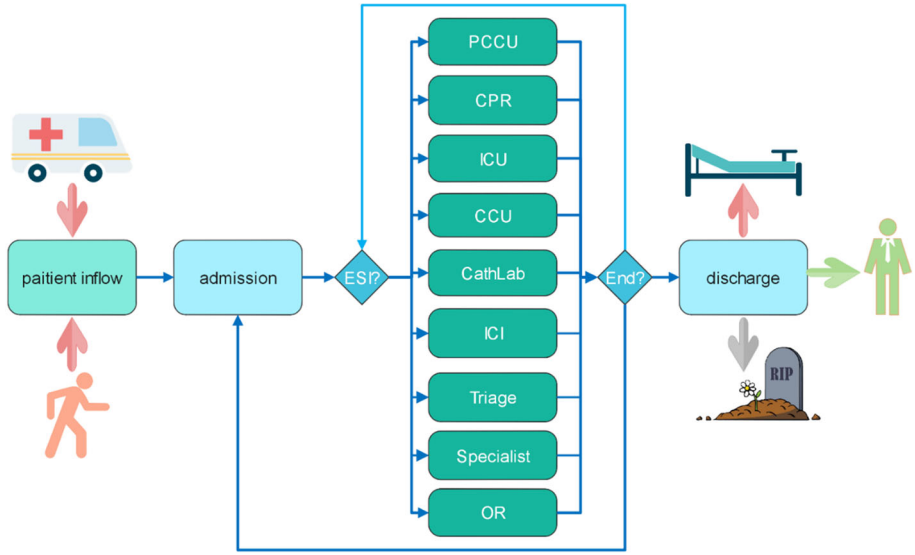 PCCU
CPR
ICU
CCU
paitient inflow
admission
ESI?
CathLab
End?
discharge
ICI
Triage
RIP
Specialist
OR